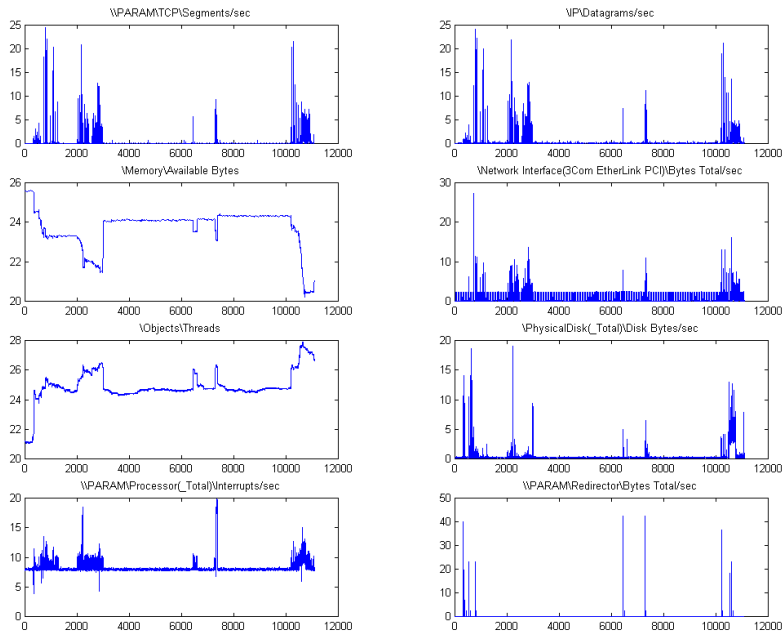 \\PARAM\TCP\Segments/sec
25
20
15
10
5
0
0 2000 4000 6000 8000 10000 12000
\IP\Datagrams/sec
25
20
15
10
5
0
0 2000 4000 6000 8000 10000 12000
\Memory\Available Bytes
26
24
22
20
0 2000 4000 6000 8000 10000 12000
\Network Interface(3Com EtherLink PCI)\Bytes Total/sec
30
20
10
0
0 2000 4000 6000 8000 10000 12000
\Objects\Threads
28
26
24
22
20
0 2000 4000 6000 8000 10000 12000
\PhysicalDisk(_Total)\Disk Bytes/sec
20
15
10
5
0
0 2000 4000 6000 8000 10000 12000
\\PARAM\Processor(_Total)\Interrupts/sec
20
15
10
5
0
0 2000 4000 6000 8000 10000 12000
\\PARAM\Redirector\Bytes Total/sec
50
40
30
20
10
0
0 2000 4000 6000 8000 10000 12000